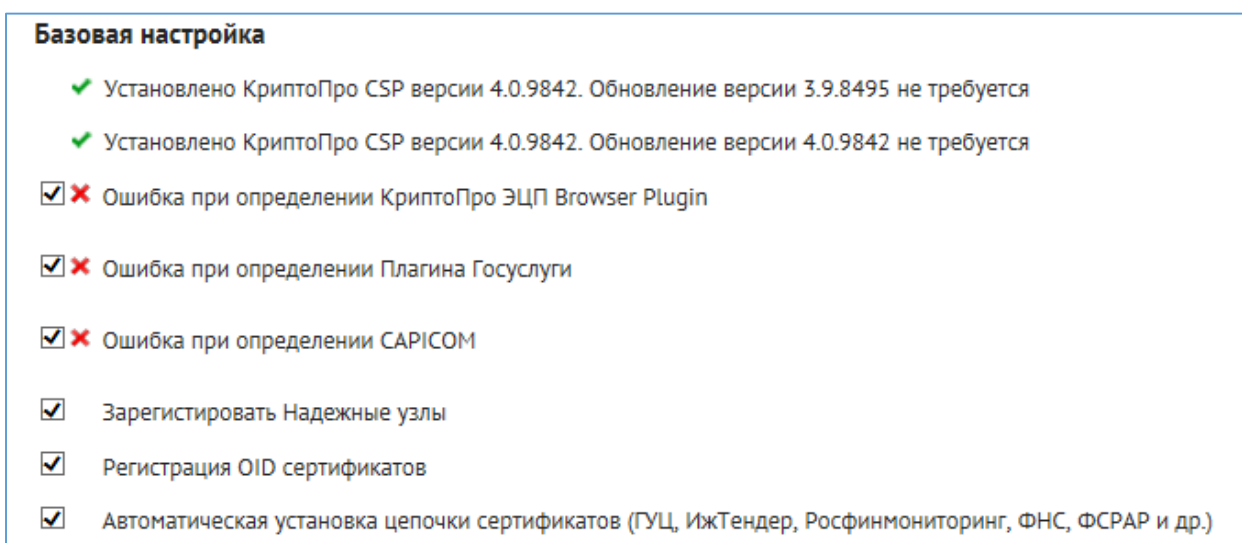 Базовая настройка
Установлено КриптоПро CSP версии 4.0.9842. Обновление версии 3.9.8495 не требуется
Установлено КриптоПро CSP версии 4.0.9842. Обновление версии 4.0.9842 не требуется
Ошибка при определении КриптоПро ЭЦП Browser Plugin
Ошибка при определении Плагина Госуслуги
Ошибка при определении CAPICOM
Зарегистировать Надежные узлы
Регистрация OID сертификатов
Автоматическая установка цепочки сертификатов (ГУЦ, ИжТендер, Росфинмониторинг, ФНС, ФСРАР и др.)